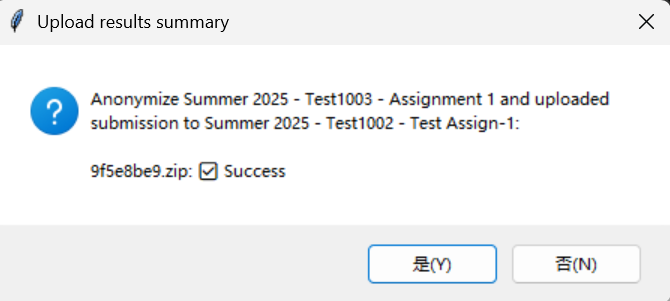 Upload results summary
Anonymize Summer 2025 - Test1003 - Assignment 1 and uploaded
submission to Summer 2025 - Test1002 - Test Assign-1:
9f5e8be9.zip: ☑ Success
是(Y)
否(N)